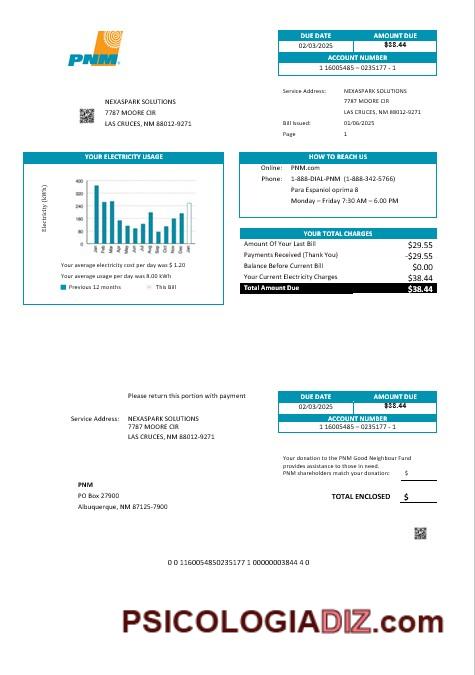 PNM
DUE DATE AMOUNT DUE
02/03/2025 $38.44
ACCOUNT NUMBER
1 16005485 – 0235177 - 1
NEXASPARK SOLUTIONS
7787 MOORE CIR
LAS CRUCES, NM 88012-9271
Service Address: NEXASPARK SOLUTIONS
7787 MOORE CIR
LAS CRUCES, NM 88012-9271
Bill Issued: 01/06/2025
Page 1
YOUR ELECTRICITY USAGE
Electricity (kWh)
400
300
200
100
0
Jan Feb Mar Apr May Jun Jul Aug Sep Oct Nov Dec Jan
Your average electricity cost per day was $ 1.20
Your average usage per day was 8.00 kWh
Previous 12 months This Bill
HOW TO REACH US
Online: PNM.com
Phone: 1-888-DIAL-PNM (1-888-342-5766)
Para Espaniol oprima 8
Monday – Friday 7:30 AM – 6.00 PM
YOUR TOTAL CHARGES
Amount Of Your Last Bill $29.55
Payments Received (Thank You) -$29.55
Balance Before Current Bill $0.00
Your Current Electricity Charges $38.44
Total Amount Due $38.44
Please return this portion with payment
Service Address: NEXASPARK SOLUTIONS
7787 MOORE CIR
LAS CRUCES, NM 88012-9271
DUE DATE AMOUNT DUE
02/03/2025 $38.44
ACCOUNT NUMBER
1 16005485 – 0235177 - 1
Your donation to the PNM Good Neighbour Fund
provides assistance to those in need.
PNM shareholders match your donation: $
PNM
PO Box 27900
Albuquerque, NM 87125-7900
TOTAL ENCLOSED $
0 0 1160054850235177 1 00000003844 4 0
PSICOLOGIADIZ.com